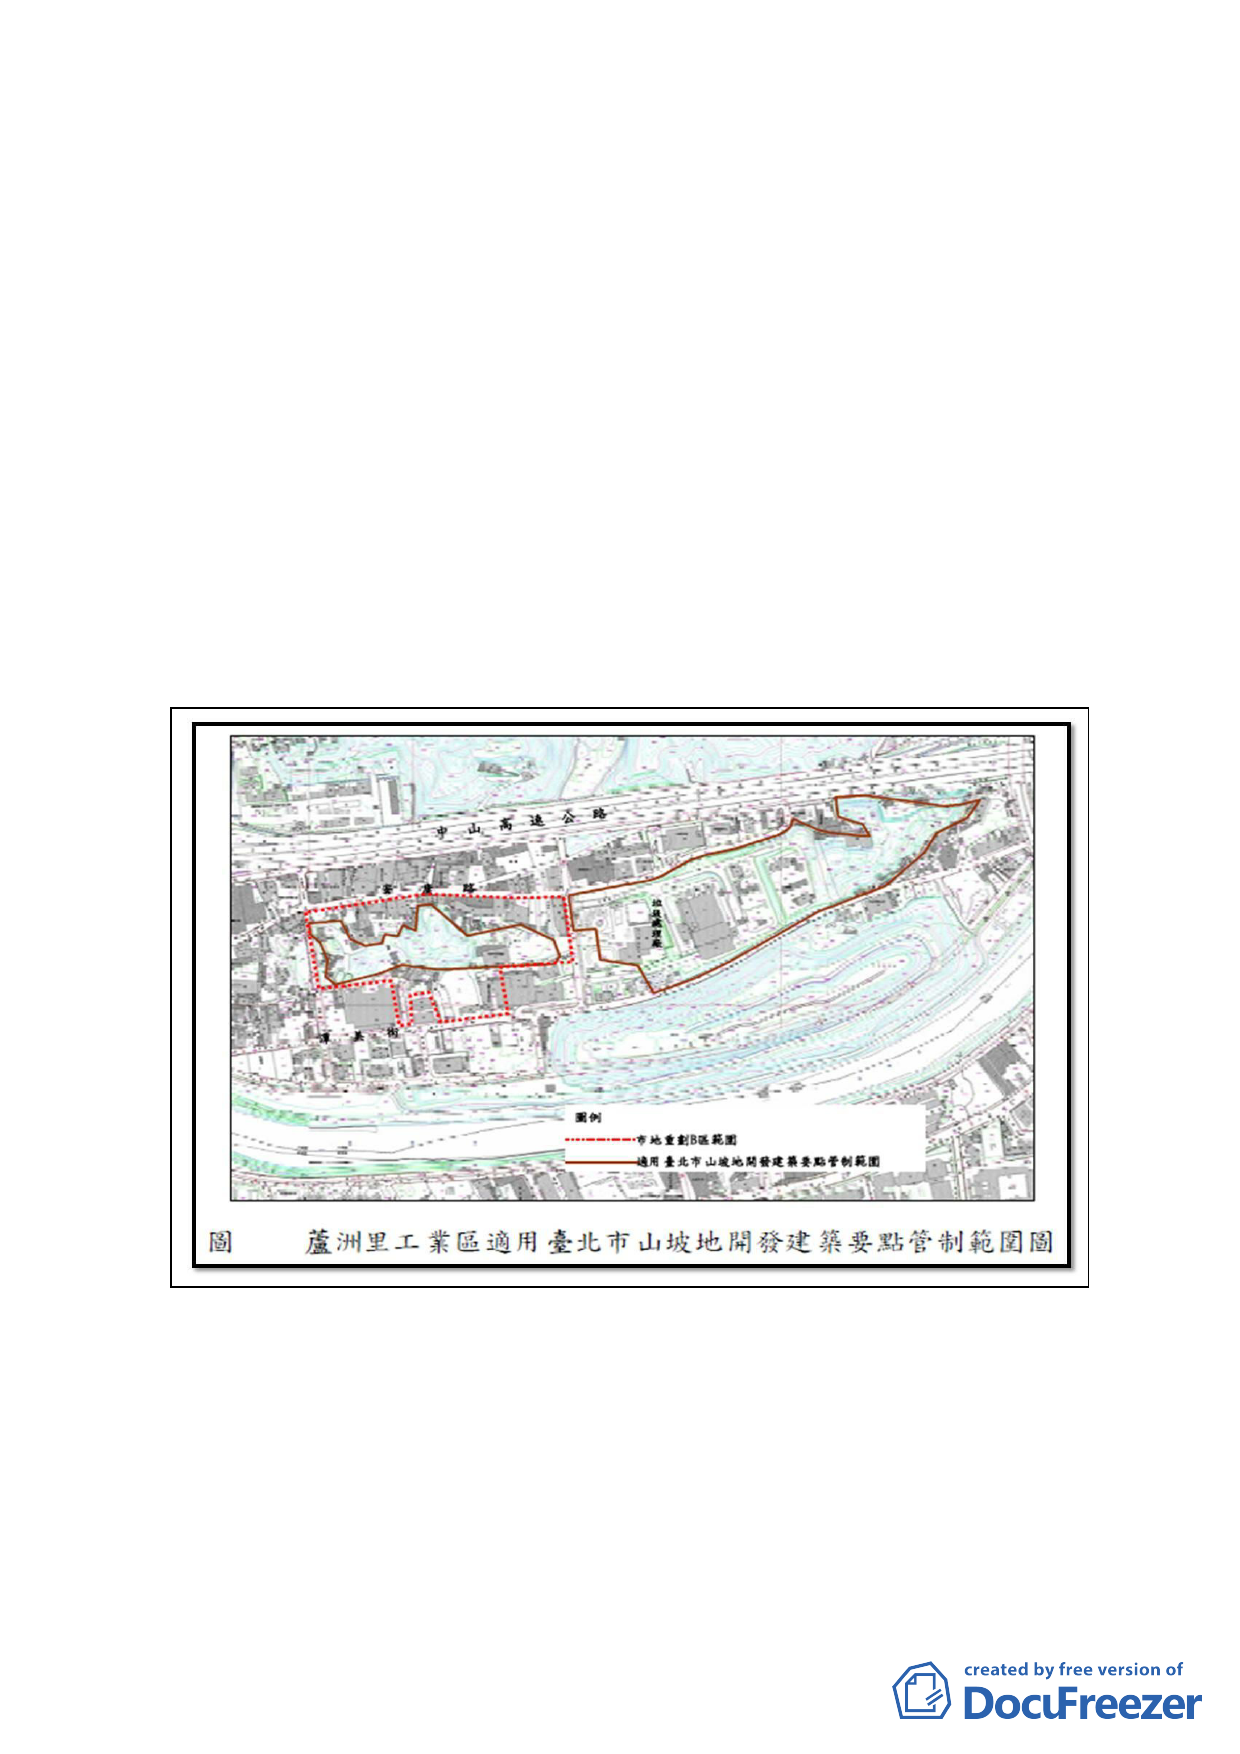 中山高速公路
安康路
垃圾處理廠
潭美街
圖例
市地重劃B區範圍
適用臺北市山坡地開發建築要點管制範圍
圖 蘆洲里工業區適用臺北市山坡地開發建築要點管制範圍圖
created by free version of
DocuFreezer